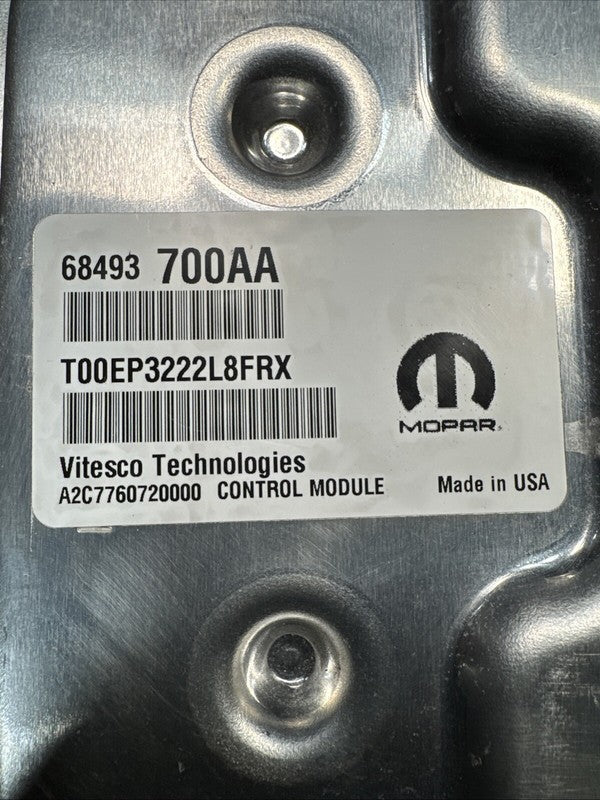 68493 700AA
T00EP3222L8FRX
MOPAR
Vitesco Technologies
A2C7760720000 CONTROL MODULE Made in USA